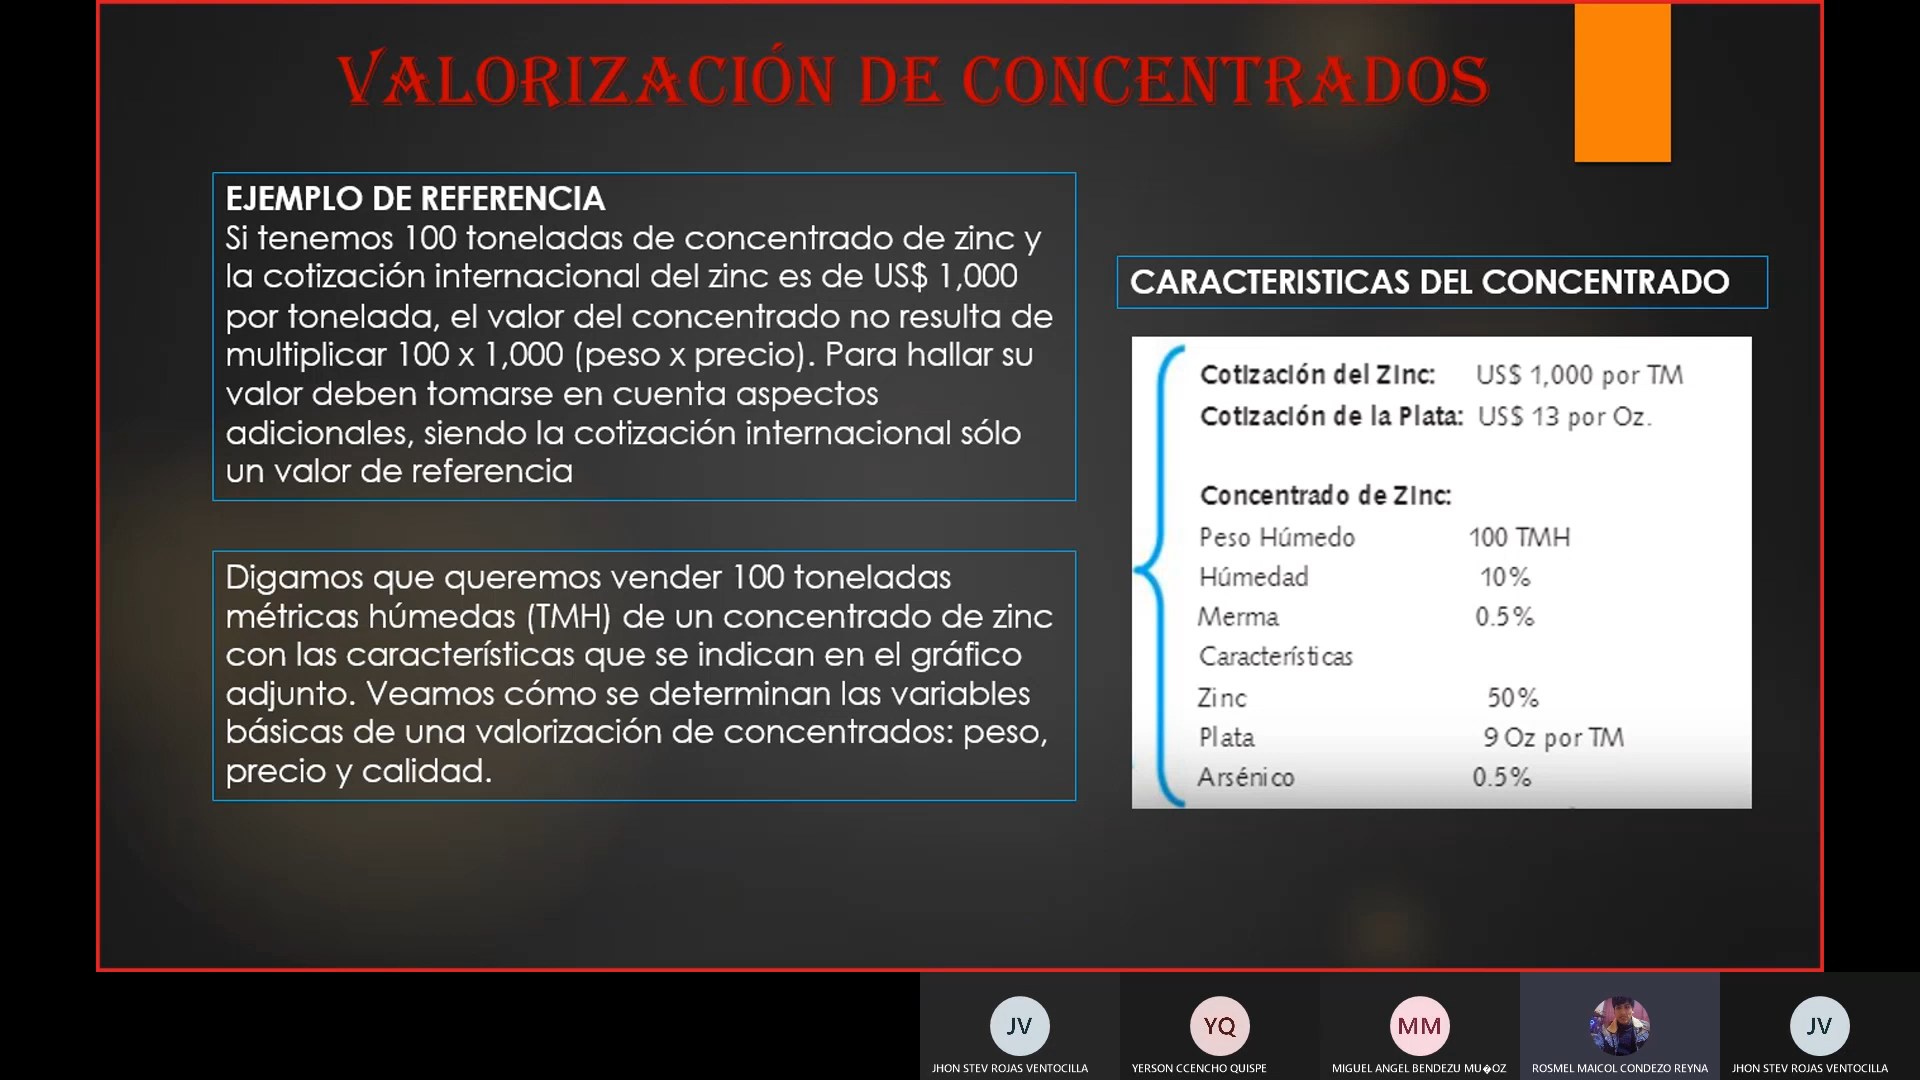 VALORIZACIÓN DE CONCENTRADOS
EJEMPLO DE REFERENCIA
Si tenemos 100 toneladas de concentrado de zinc y
la cotización internacional del zinc es de US$ 1,000
por tonelada, el valor del concentrado no resulta de
multiplicar 100 x 1,000 (peso x precio). Para hallar su
valor deben tomarse en cuenta aspectos
adicionales, siendo la cotización internacional sólo
un valor de referencia
Digamos que queremos vender 100 toneladas
métricas húmedas (TMH) de un concentrado de zinc
con las características que se indican en el gráfico
adjunto. Veamos cómo se determinan las variables
básicas de una valorización de concentrados: peso,
precio y calidad.
CARACTERISTICAS DEL CONCENTRADO
Cotización del Zinc: US$ 1,000 por TM
Cotización de la Plata: US$ 13 por Oz.
Concentrado de Zinc:
Peso Húmedo 100 TMH
Húmedad 10%
Merma 0.5%
Características
Zinc 50%
Plata 9 Oz por TM
Arsénico 0.5%
JV
JHON STEV ROJAS VENTOCILLA
YQ
YERSON CCENCHO QUISPE
MM
MIGUEL ANGEL BENDEZU MU�OZ
ROSMEL MAICOL CONDEZO REYNA
JV
JHON STEV ROJAS VENTOCILLA